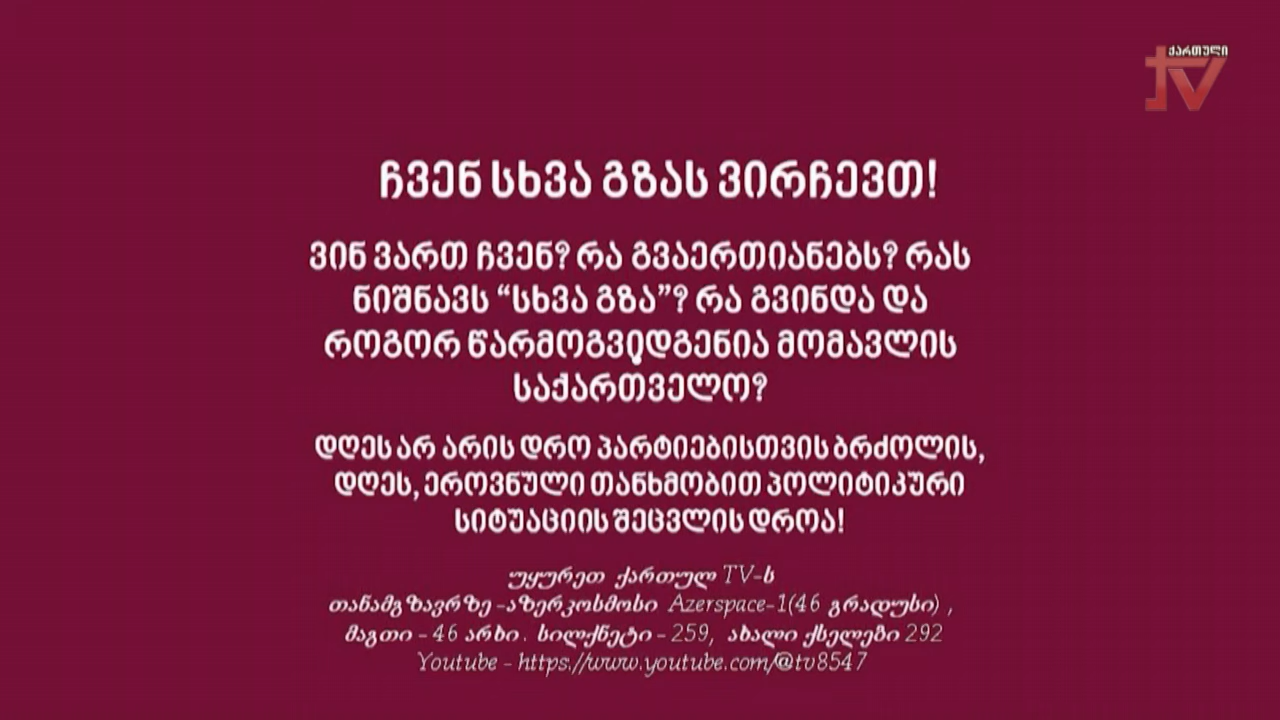 ქართული
TV
ჩვენ სხვა გზას ვირჩევთ!
ვინ ვართ ჩვენ? რა გვაერთიანებს? რას
ნიშნავს “სხვა გზა”? რა გვინდა და
როგორ წარმოგვიდგენია მომავლის
საქართველო?
დღეს არ არის დრო პარტიებისთვის ბრძოლის,
დღეს, ეროვნული თანხმობით პოლიტიკური
სიტუაციის შეცვლის დროა!
უყურეთ ქართულ TV-ს
თანამგზავრზე -აზერკოსმოსი Azerspace-1(46 გრადუსი) ,
მაგთი - 46 არხი. სილქნეტი - 259, ახალი ქსელები 292
Youtube - https://www.youtube.com/@tv8547